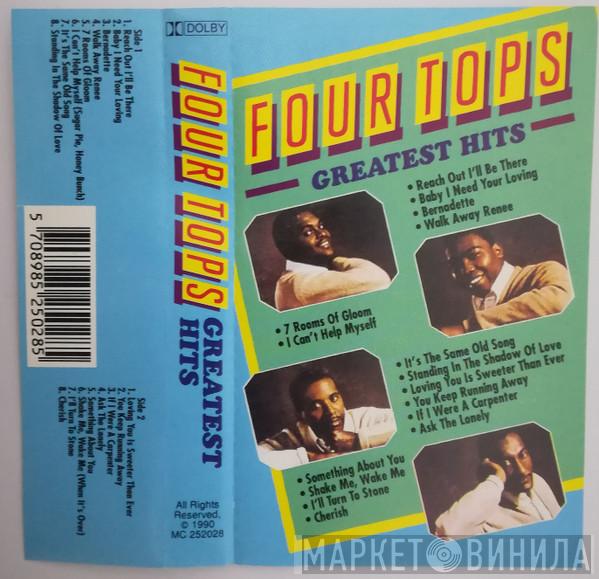 Side 1
1. Reach Out I'll Be There
2. Baby I Need Your Loving
3. Bernadette
4. Walk Away Renee
5. 7 Rooms Of Gloom
6. I Can't Help Myself (Sugar Pie, Honey Bunch)
7. It's The Same Old Song
8. Standing In The Shadow Of Love
5 708985 250285
Side 2
1. Loving You Is Sweeter Than Ever
2. You Keep Running Away
3. If I Were A Carpenter
4. Ask The Lonely
5. Something About You
6. Shake Me, Wake Me (When It's Over)
7. I'll Turn To Stone
8. Cherish
DOLBY
FOUR TOPS
GREATEST
HITS
All Rights
Reserved.
© 1990
MC 252028
FOUR TOPS
GREATEST HITS
• Reach Out I'll Be There
• Baby I Need Your Loving
• Bernadette
• Walk Away Renee
• 7 Rooms Of Gloom
• I Can't Help Myself
• It's The Same Old Song
• Standing In The Shadow Of Love
• Loving You Is Sweeter Than Ever
• You Keep Running Away
• If I Were A Carpenter
• Ask The Lonely
• Something About You
• Shake Me, Wake Me
• I'll Turn To Stone
• Cherish
МАРКЕТ ВИНИЛА